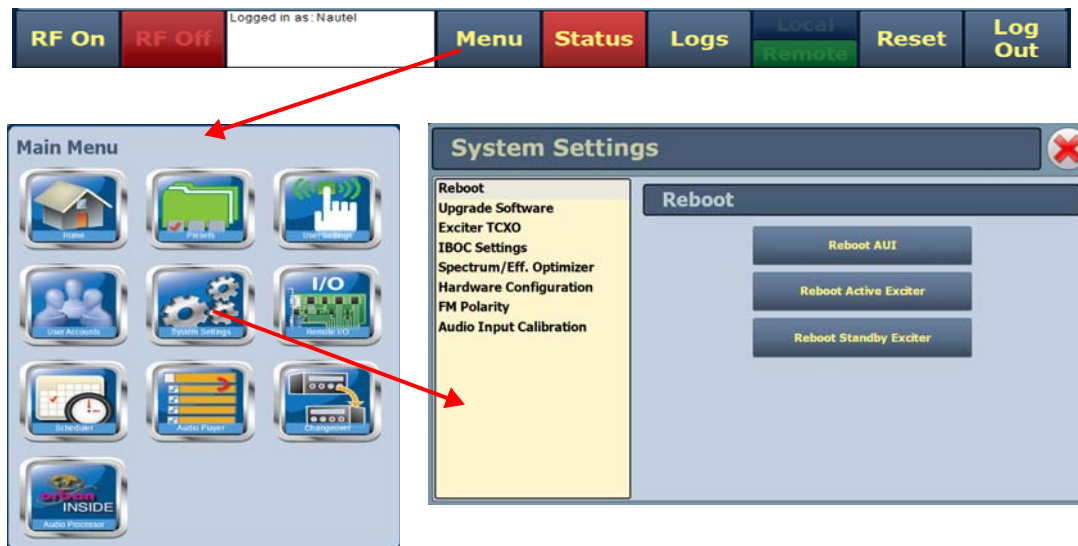 Logged in as: Nautel
RF On
RF Off
Menu
Status
Logs
Local
Remote
Reset
Log
Out
Main Menu
Home
Presets
User Settings
User Accounts
System Settings
I/O
Remote I/O
Scheduler
Audio Player
Changeover
orban
INSIDE
Audio Processor
System Settings
Reboot
Upgrade Software
Exciter TCXO
IBOC Settings
Spectrum/Eff. Optimizer
Hardware Configuration
FM Polarity
Audio Input Calibration
Reboot
Reboot AUI
Reboot Active Exciter
Reboot Standby Exciter